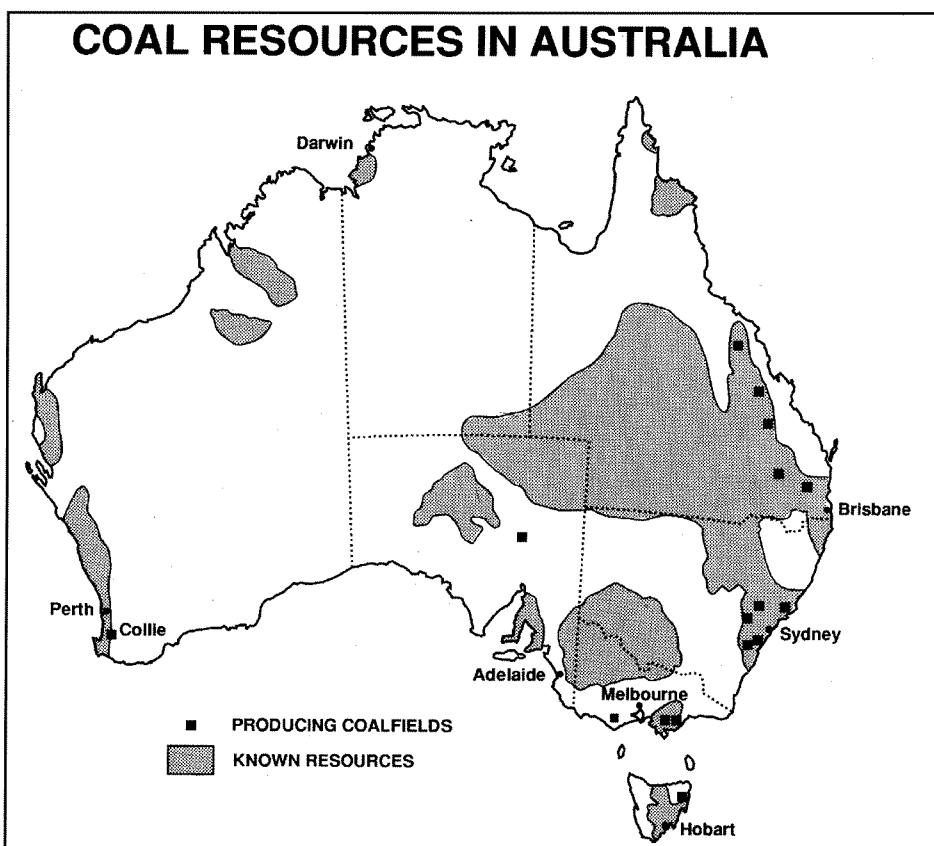 COAL RESOURCES IN AUSTRALIA
Darwin
Brisbane
Perth
Collie
Sydney
Adelaide
Melbourne
PRODUCING COALFIELDS
KNOWN RESOURCES
Hobart